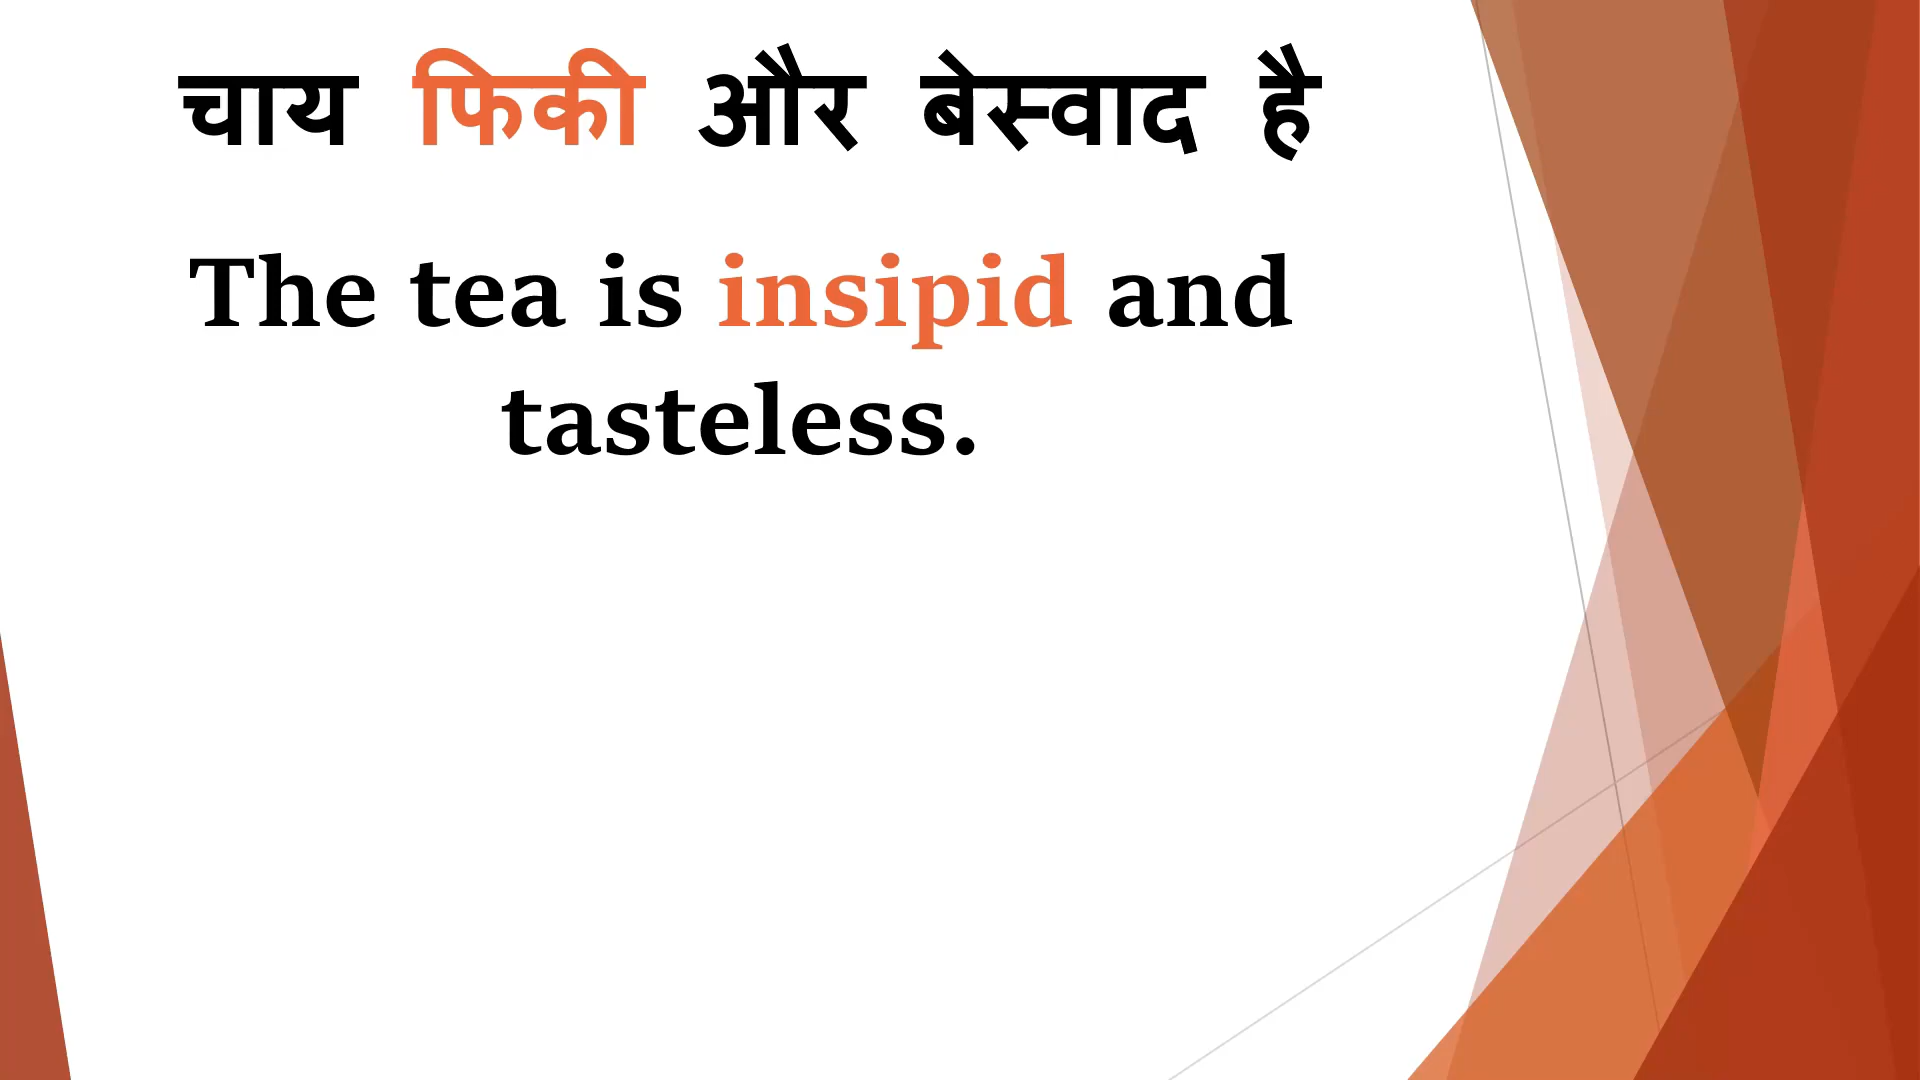 चाय फिकी और बेस्वाद है
The tea is insipid and
tasteless.